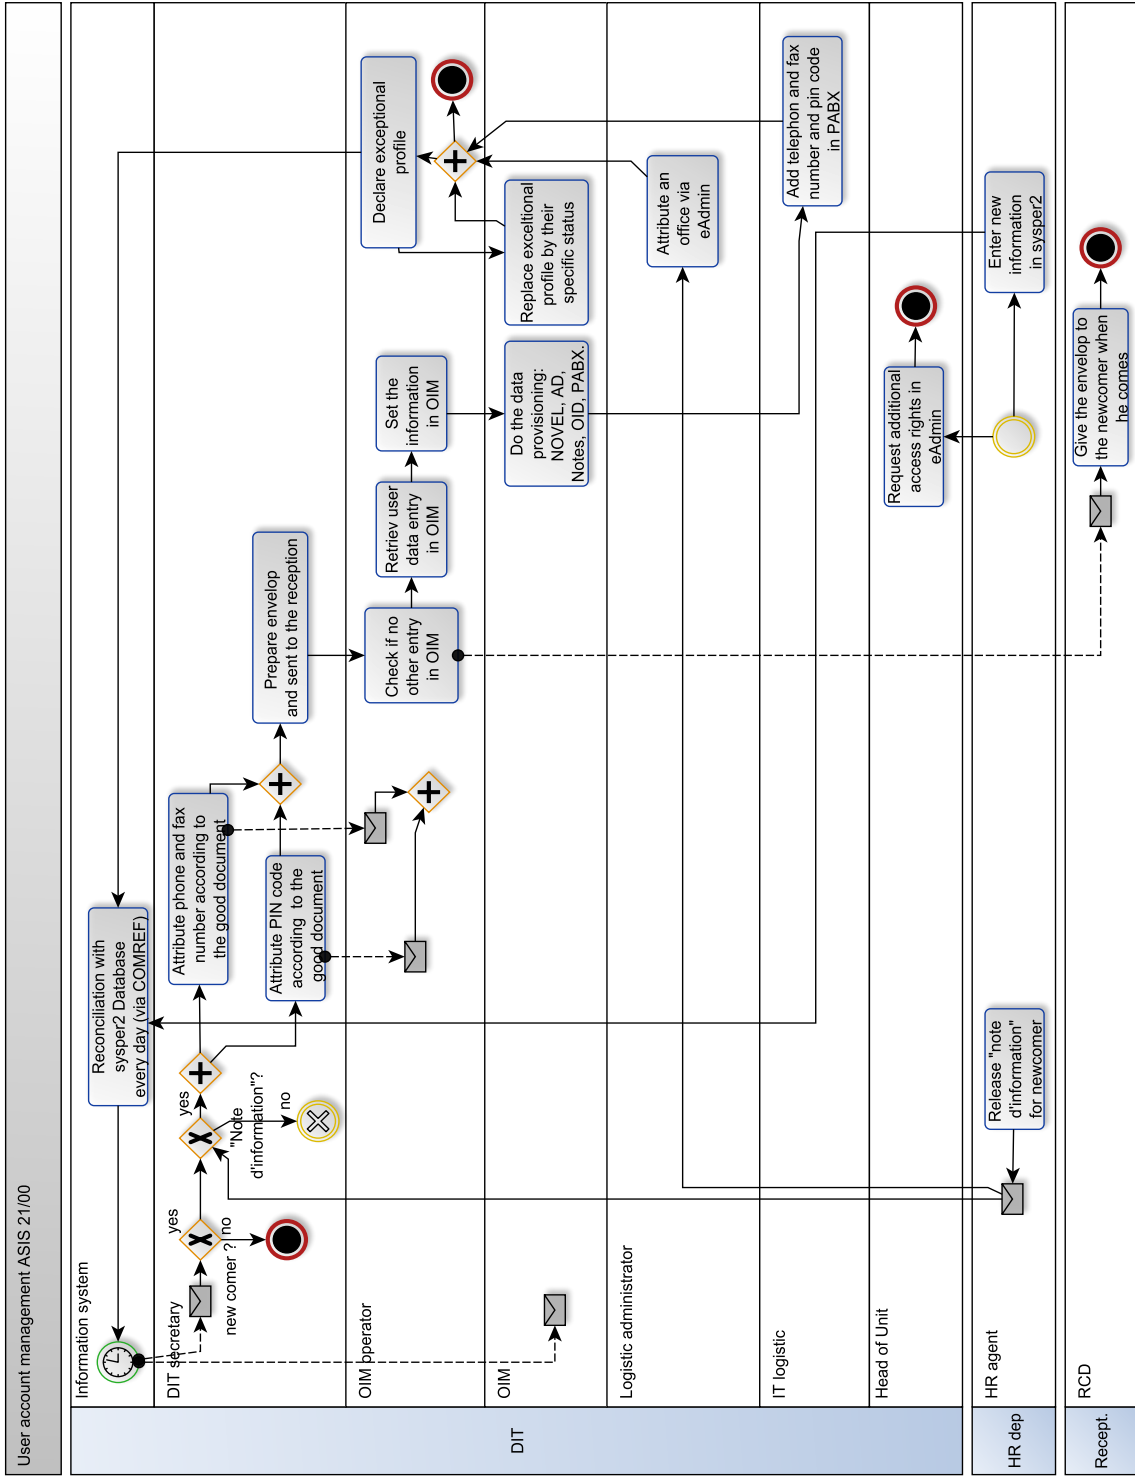 User account management ASIS 21/00
DIT
HR dep
Recept.
Information system
Reconciliation with
sysper2 Database
every day (via COMREF)
DIT secretary
new comer ?
no
yes
"Note
d'information"?
no
yes
Attribute phone and fax
number according to
the good document
Attribute PIN code
according to the
good document
Prepare envelop
and sent to the reception
OIM operator
Check if no
other entry
in OIM
Retriev user
data entry
in OIM
Set the
information
in OIM
Declare exceptional
profile
OIM
Do the data
provisioning:
NOVEL, AD,
Notes, OID, PABX.
Replace exceltional
profile by their
specific status
Logistic administrator
Attribute an
office via
eAdmin
IT logistic
Add telephon and fax
number and pin code
in PABX
Head of Unit
Request additional
access rights in
eAdmin
HR agent
Release "note
d'information"
for newcomer
Enter new
information
in sysper2
RCD
Give the envelop to
the newcomer when
he comes